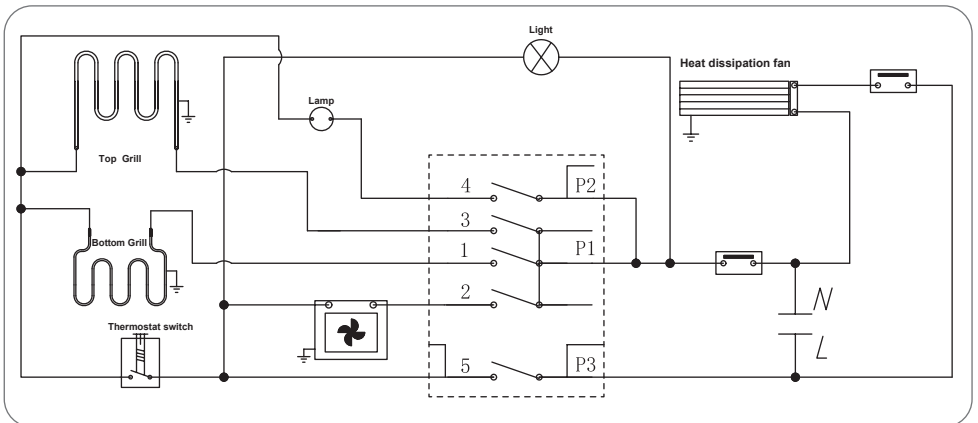 Light
Heat dissipation fan
Lamp
Top Grill
4
P2
3
Bottom Grill
1
P1
2
N
Thermostat switch
L
5
P3